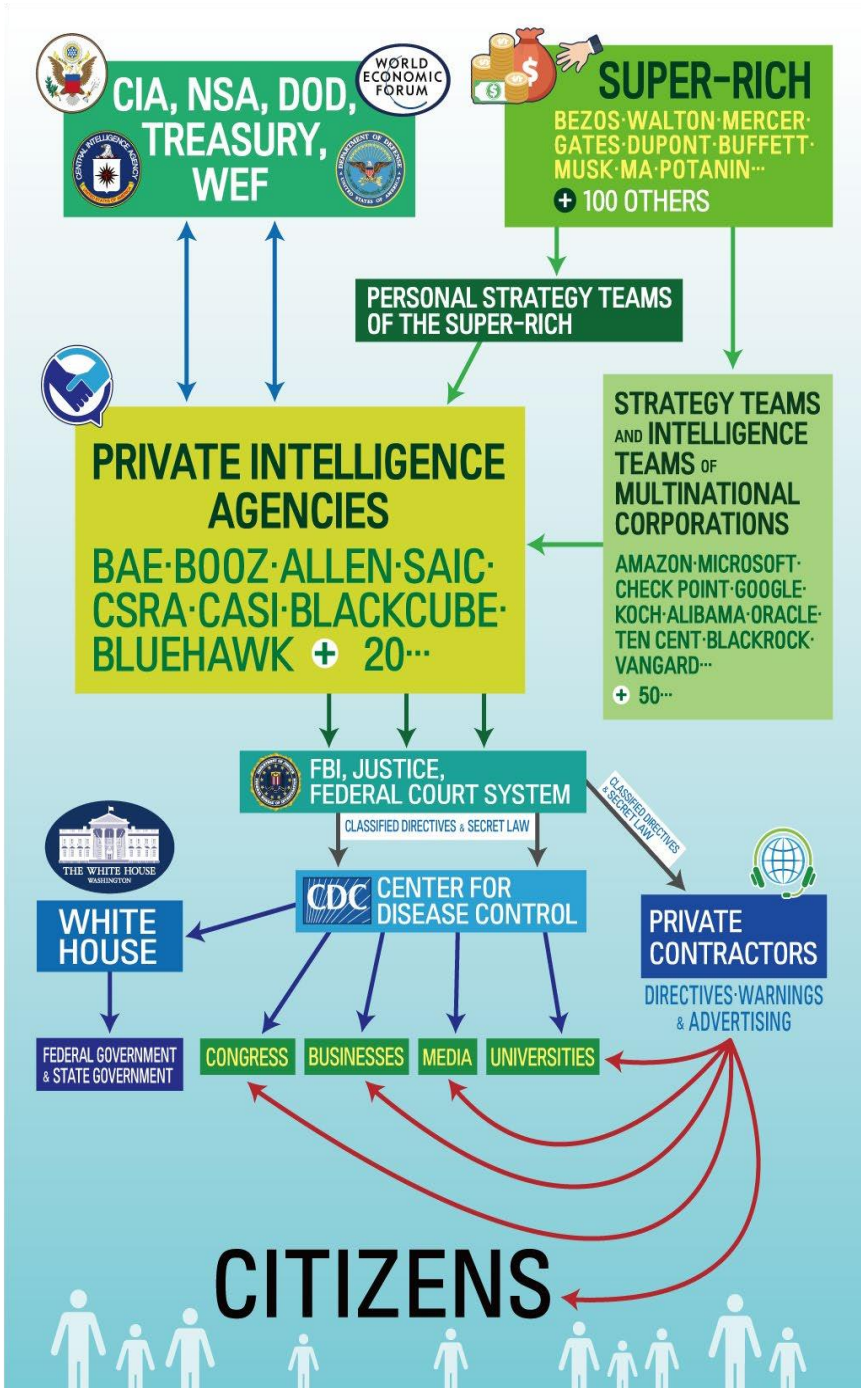 CIA, NSA, DOD,
TREASURY,
WEF
WORLD
ECONOMIC
FORUM
CENTRAL INTELLIGENCE AGENCY
UNITED STATES OF AMERICA
DEPARTMENT OF DEFENSE
UNITED STATES OF AMERICA
SUPER-RICH
BEZOS·WALTON·MERCER·
GATES·DUPONT·BUFFETT·
MUSK·MA·POTANIN···
+ 100 OTHERS
PERSONAL STRATEGY TEAMS
OF THE SUPER-RICH
PRIVATE INTELLIGENCE
AGENCIES
BAE·BOOZ·ALLEN·SAIC·
CSRA·CASI·BLACKCUBE·
BLUEHAWK + 20···
STRATEGY TEAMS
AND INTELLIGENCE
TEAMS OF
MULTINATIONAL
CORPORATIONS
AMAZON·MICROSOFT·
CHECK POINT·GOOGLE·
KOCH·ALIBAMA·ORACLE·
TEN CENT·BLACKROCK·
VANGARD···
+ 50···
FBI, JUSTICE,
FEDERAL COURT SYSTEM
CLASSIFIED DIRECTIVES & SECRET LAW
CLASSIFIED DIRECTIVES
& SECRET LAW
THE WHITE HOUSE
WASHINGTON
WHITE
HOUSE
CDC
CENTER FOR
DISEASE CONTROL
PRIVATE
CONTRACTORS
DIRECTIVES·WARNINGS
& ADVERTISING
FEDERAL GOVERNMENT
& STATE GOVERNMENT
CONGRESS
BUSINESSES
MEDIA
UNIVERSITIES
CITIZENS